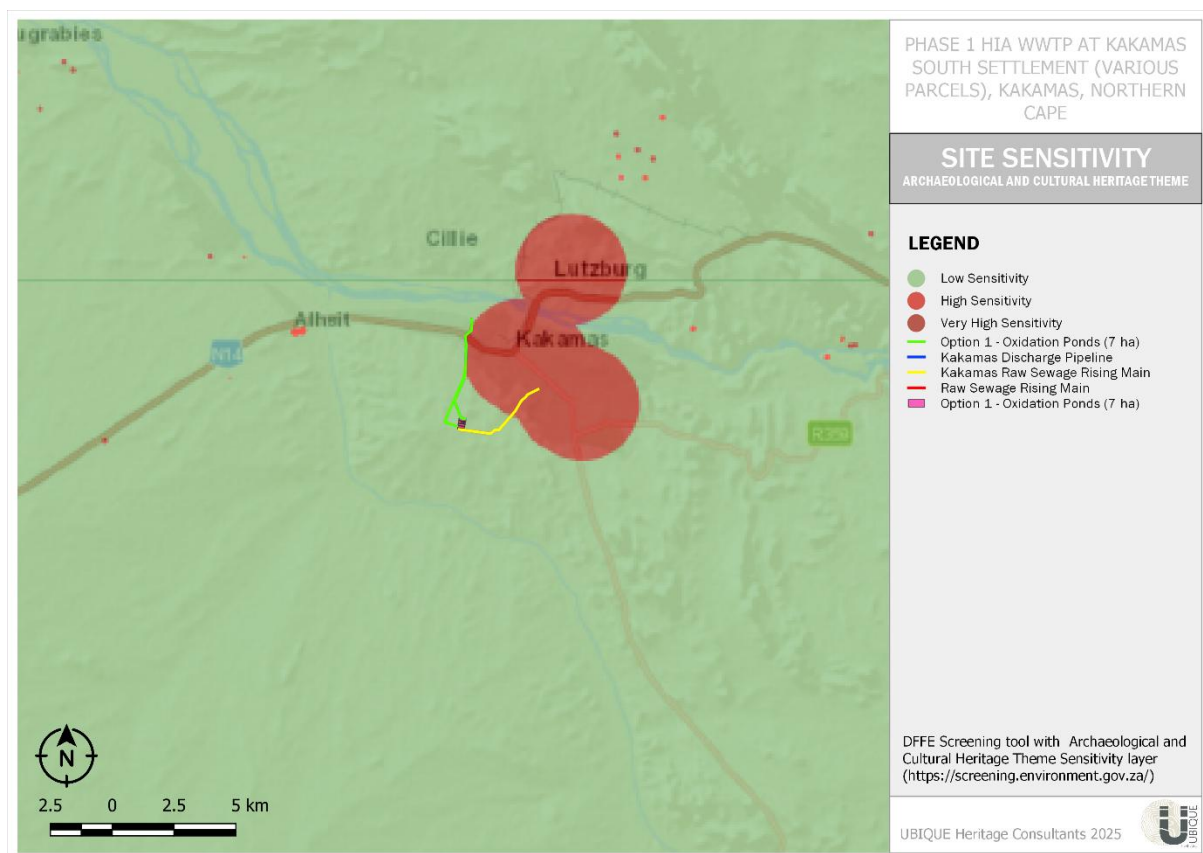 ugrabies
Cillie
Lutzburg
Alheit
Kakamas
N14
R359
N
2.5 0 2.5 5 km
PHASE 1 HIA WWTP AT KAKAMAS
SOUTH SETTLEMENT (VARIOUS
PARCELS), KAKAMAS, NORTHERN
CAPE
SITE SENSITIVITY
ARCHAEOLOGICAL AND CULTURAL HERITAGE THEME
LEGEND
Low Sensitivity
High Sensitivity
Very High Sensitivity
Option 1 - Oxidation Ponds (7 ha)
Kakamas Discharge Pipeline
Kakamas Raw Sewage Rising Main
Raw Sewage Rising Main
Option 1 - Oxidation Ponds (7 ha)
DFFE Screening tool with Archaeological and
Cultural Heritage Theme Sensitivity layer
(https://screening.environment.gov.za/)
UBIQUE Heritage Consultants 2025
UBIQUE